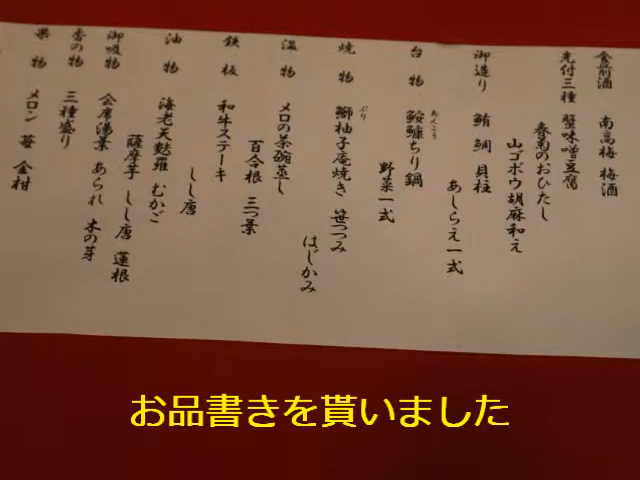 食前酒 南高梅 梅酒
先付三種 蟹味噌豆腐
春菊のおひたし
山ゴボウ胡麻和え
御造り 鮪 鯛 貝柱
あしらえ一式
台物 鮟鱇ちり鍋
あんこう
野菜一式
焼物 鰤柚子庵焼き 笹つつみ
ぶり
はじかみ
温物 メロの茶碗蒸し
百合根 三つ葉
鉄板 和牛ステーキ
しし唐
油物 海老天麩羅 むかご
薩摩芋 しし唐 蓮根
御吸物 会席湯葉 あられ 木の芽
香の物 三種盛り
果物 メロン 苺 金柑
お品書きを貰いました